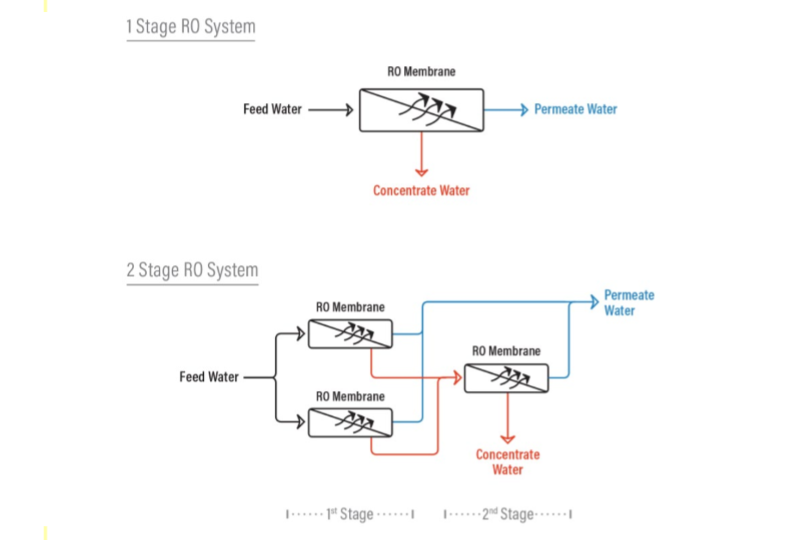 1 Stage RO System
RO Membrane
Feed Water
Permeate Water
Concentrate Water
2 Stage RO System
RO Membrane
Permeate
Water
RO Membrane
Feed Water
RO Membrane
Concentrate
Water
1st Stage
2nd Stage